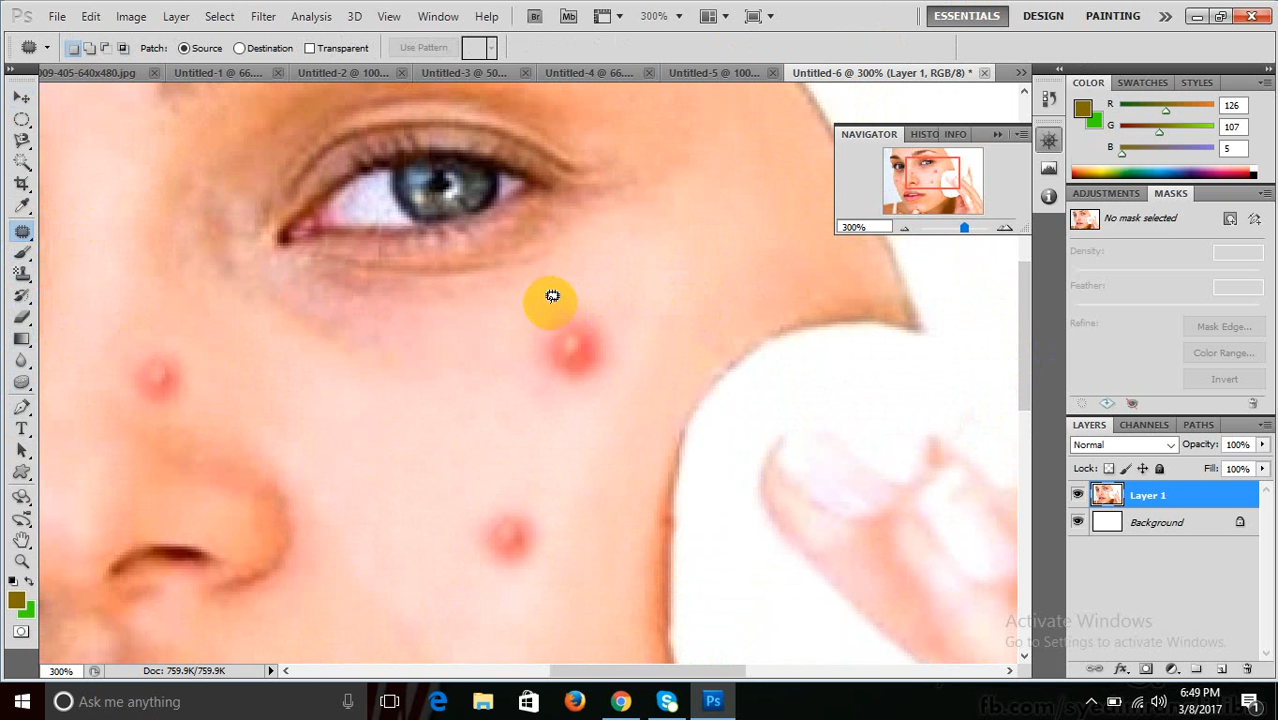 Ps File Edit Image Layer Select Filter Analysis 3D View Window Help Br Mb 300% ESSENTIALS DESIGN PAINTING
Patch: Source Destination Transparent Use Pattern
009-405-640x480.jpg Untitled-1 @ 66.... Untitled-2 @ 100... Untitled-3 @ 50... Untitled-4 @ 66.... Untitled-5 @ 100... Untitled-6 @ 300% (Layer 1, RGB/8) *
COLOR SWATCHES STYLES
R 126
G 107
B 5
NAVIGATOR HISTO INFO
300%
ADJUSTMENTS MASKS
No mask selected
Density:
Feather:
Refine: Mask Edge...
Color Range...
Invert
LAYERS CHANNELS PATHS
Normal Opacity: 100%
Lock: Fill: 100%
Layer 1
Background
Activate Windows
Go to Settings to activate Windows.
300% Doc: 759.9K/759.9K
Ask me anything
6:49 PM
3/8/2017